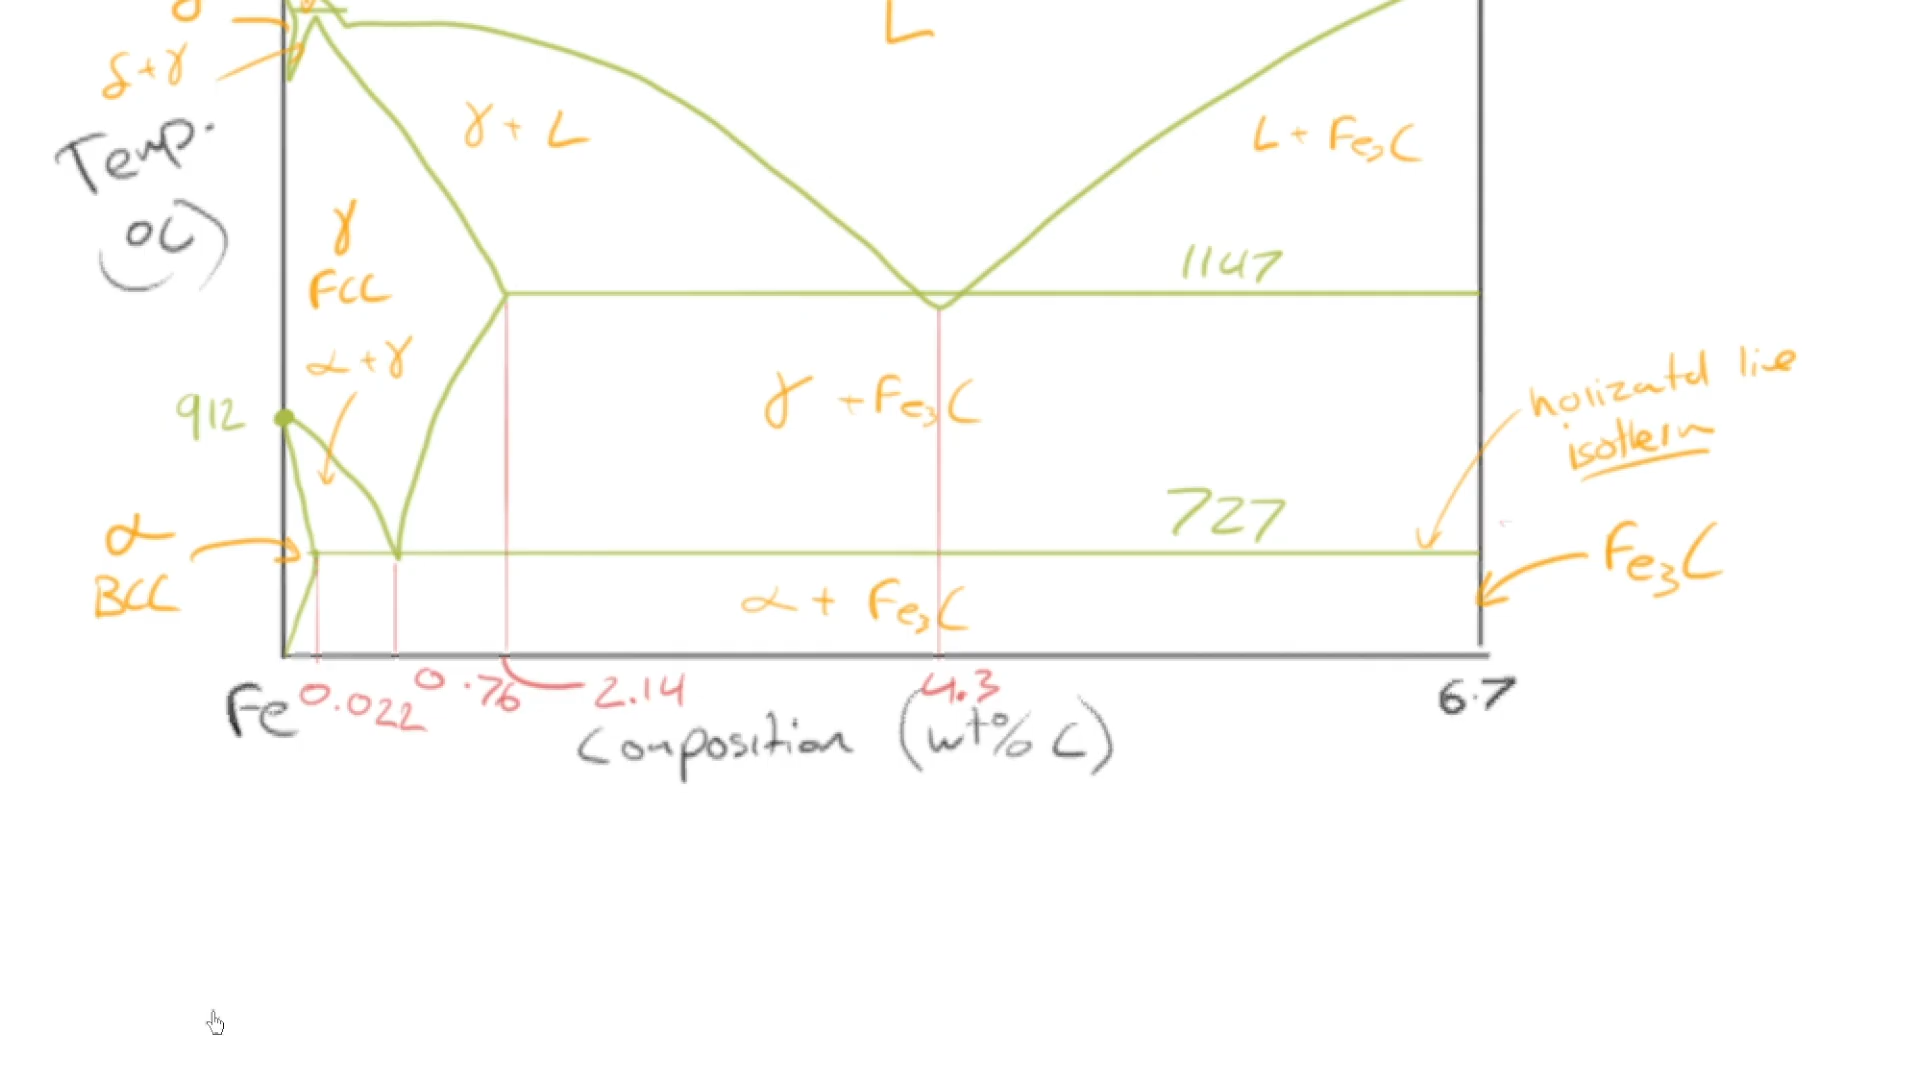 L
δ+γ
γ + L
L + Fe3C
Temp.
(°C)
γ
FCC
1147
α+γ
horizontal line
isotherm
912
γ + Fe3C
727
α
BCC
Fe3C
α + Fe3C
Fe
0.022
0.76
2.14
4.3
6.7
Composition (wt% C)